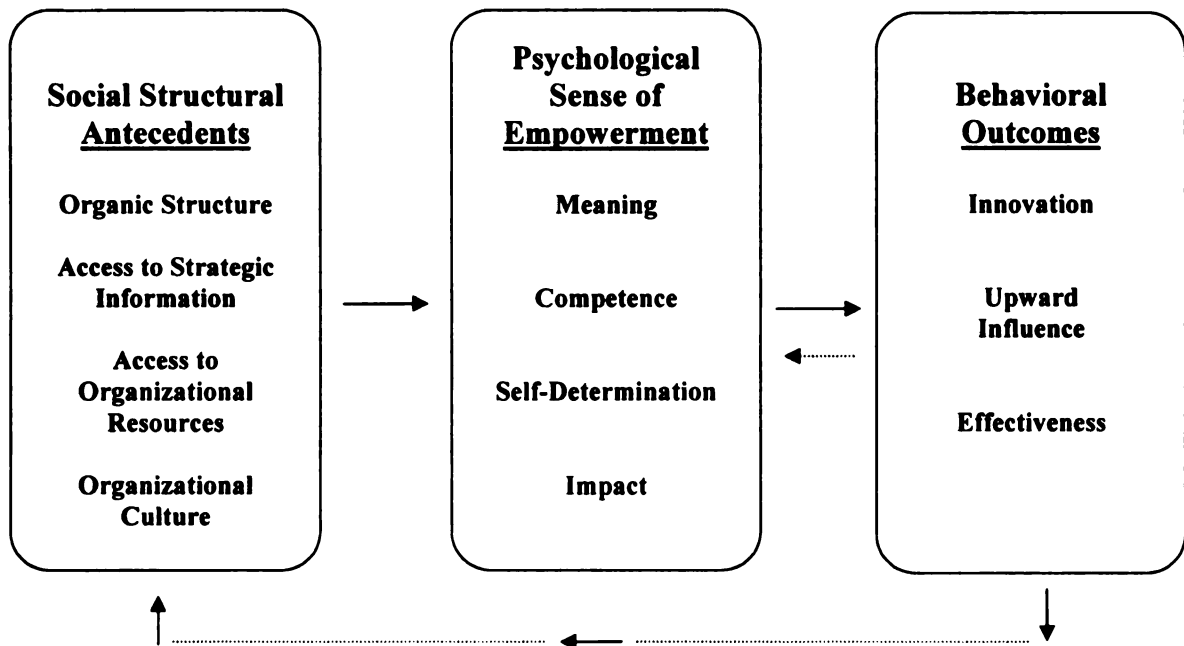 Social Structural
Antecedents
Organic Structure
Access to Strategic
Information
Access to
Organizational
Resources
Organizational
Culture
Psychological
Sense of
Empowerment
Meaning
Competence
Self-Determination
Impact
Behavioral
Outcomes
Innovation
Upward
Influence
Effectiveness